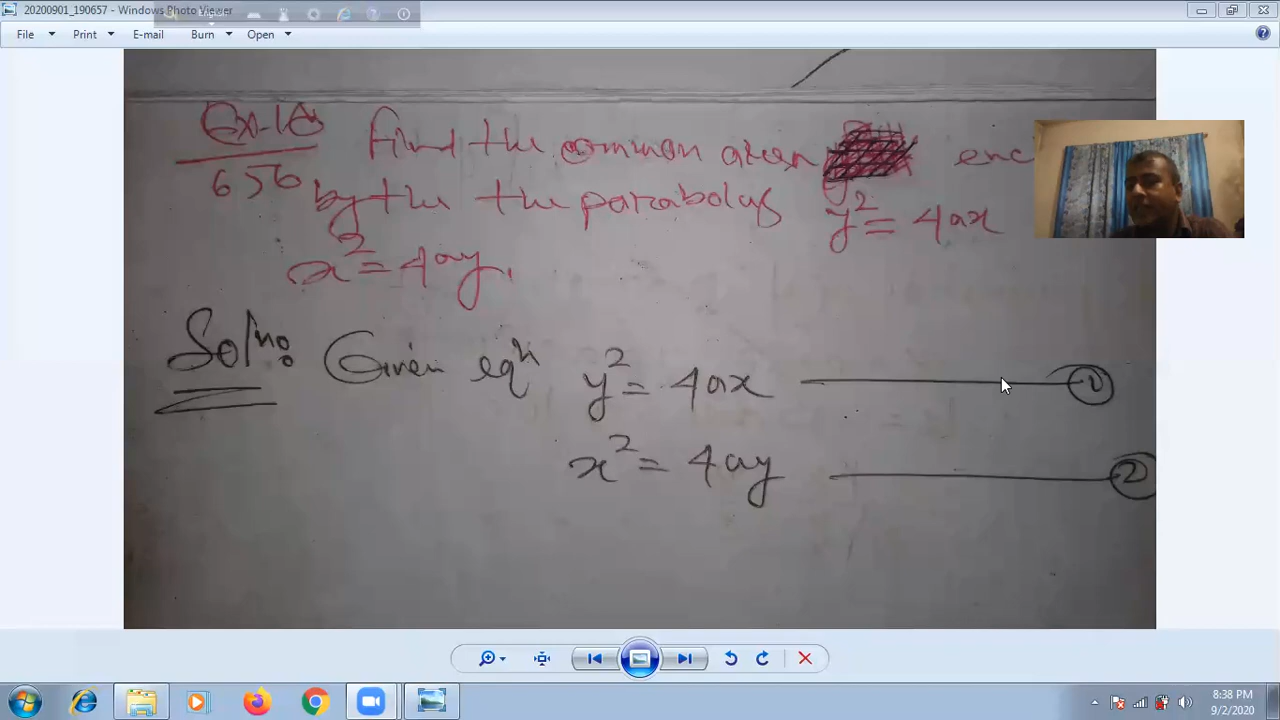 20200901_190657 - Windows Photo Viewer
File Print E-mail Burn Open
Ex-18 Find the common area enc
656 by the the parabolas y² = 4ax
x² = 4ay.
Soln: Given eqn y² = 4ax ①
x² = 4ay ②
8:38 PM
9/2/2020